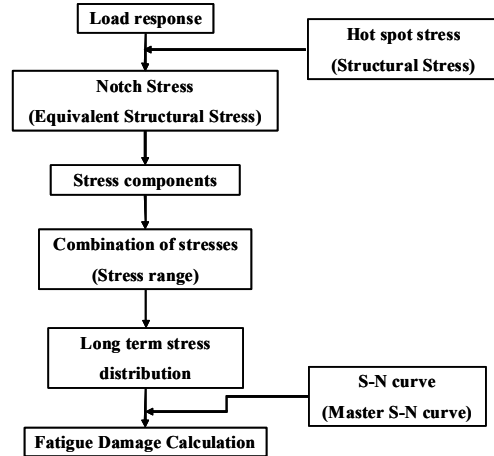 Load response
Hot spot stress
(Structural Stress)
Notch Stress
(Equivalent Structural Stress)
Stress components
Combination of stresses
(Stress range)
Long term stress
distribution
S-N curve
(Master S-N curve)
Fatigue Damage Calculation